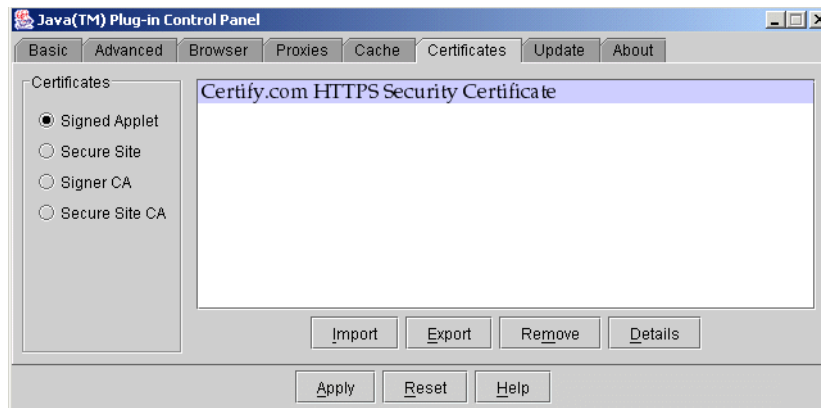 Java(TM) Plug-in Control Panel
Basic Advanced Browser Proxies Cache Certificates Update About
Certificates
Certify.com HTTPS Security Certificate
Signed Applet
Secure Site
Signer CA
Secure Site CA
Import Export Remove Details
Apply Reset Help